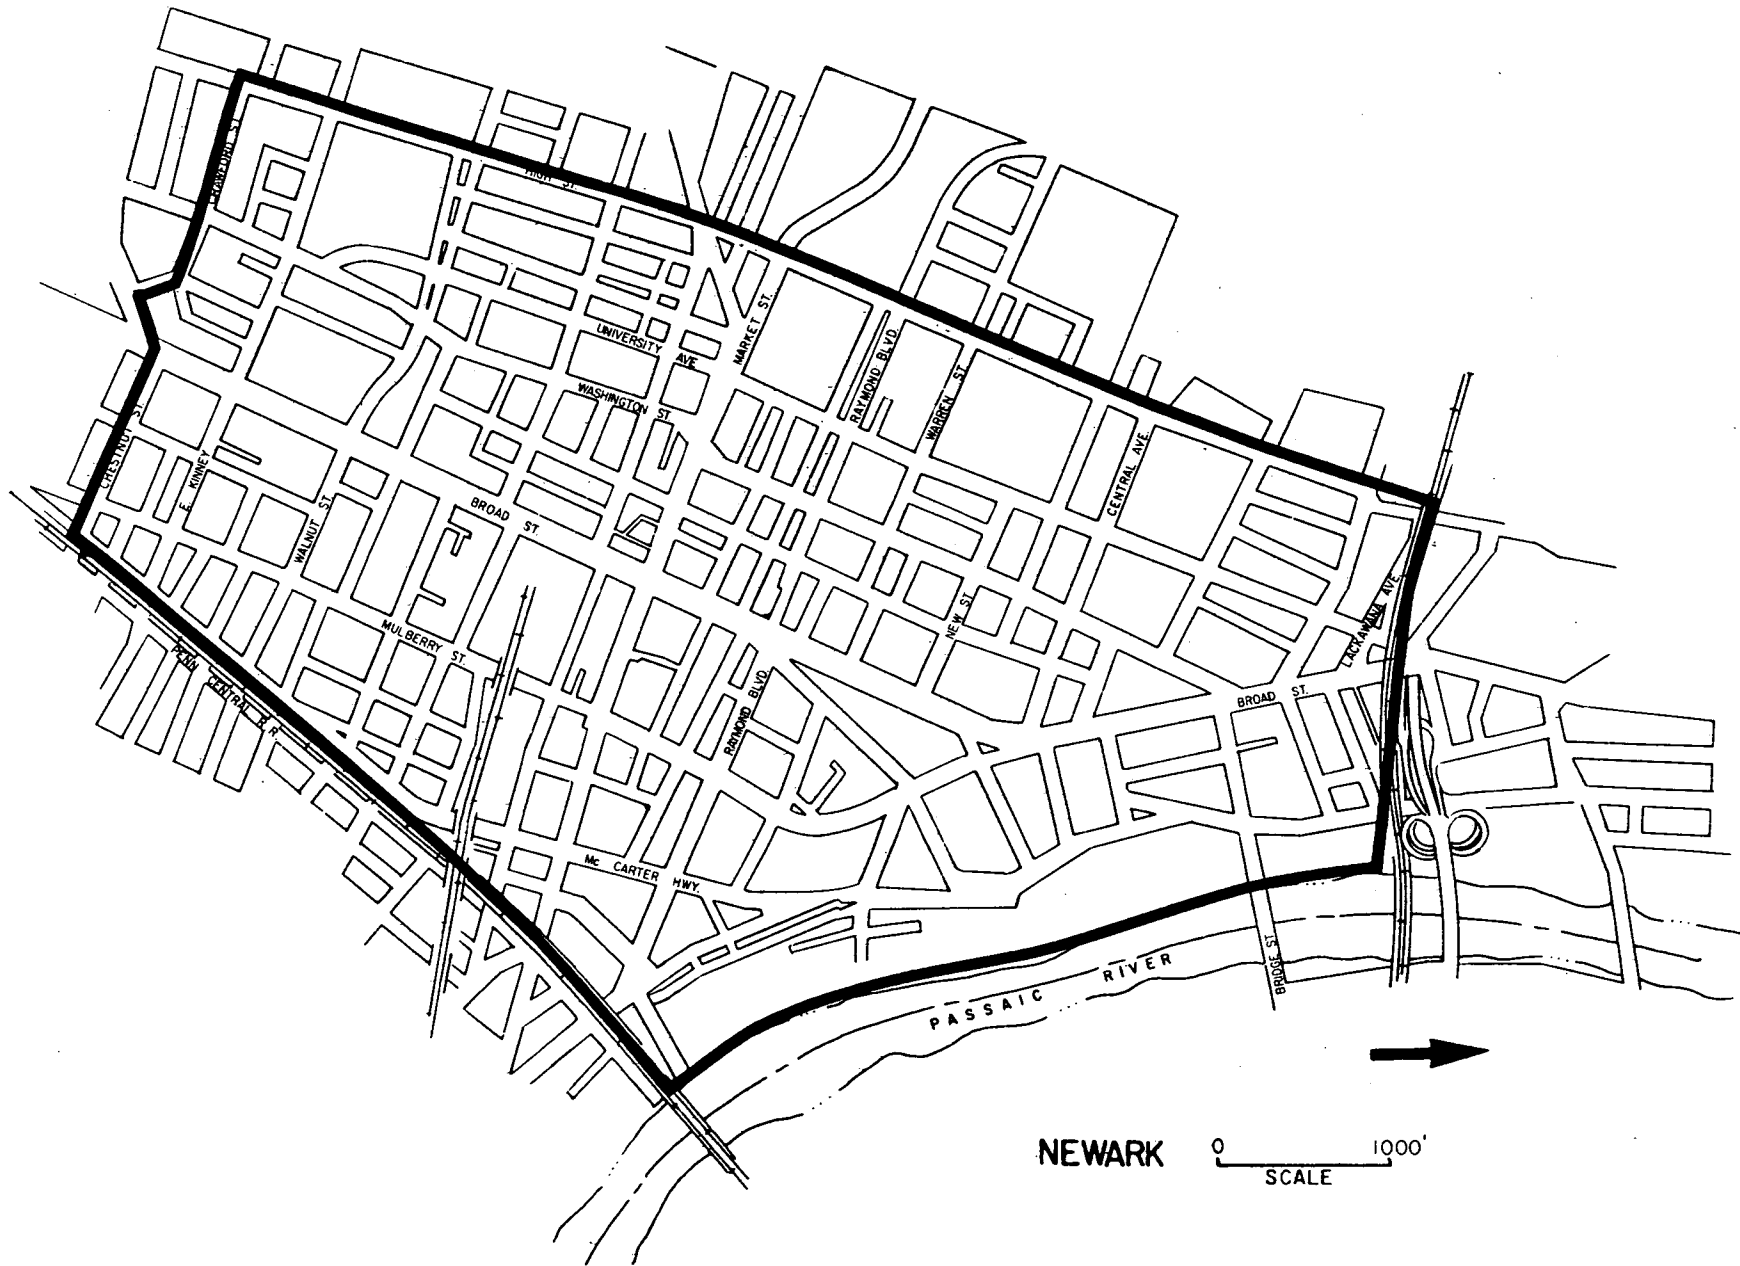 CRAWFORD ST.
HIGH ST.
MARKET ST.
UNIVERSITY AVE
RAYMOND BLVD.
WASHINGTON ST.
WARREN ST.
CHESTNUT ST.
CENTRAL AVE.
E. KINNEY
WALNUT ST.
BROAD ST.
NEW ST
LACKAWANA AVE.
MULBERRY ST.
PENN CENTRAL R.R.
RAYMOND BLVD.
BROAD ST.
Mc CARTER HWY.
BRIDGE ST
PASSAIC RIVER
NEWARK
0 1000'
SCALE